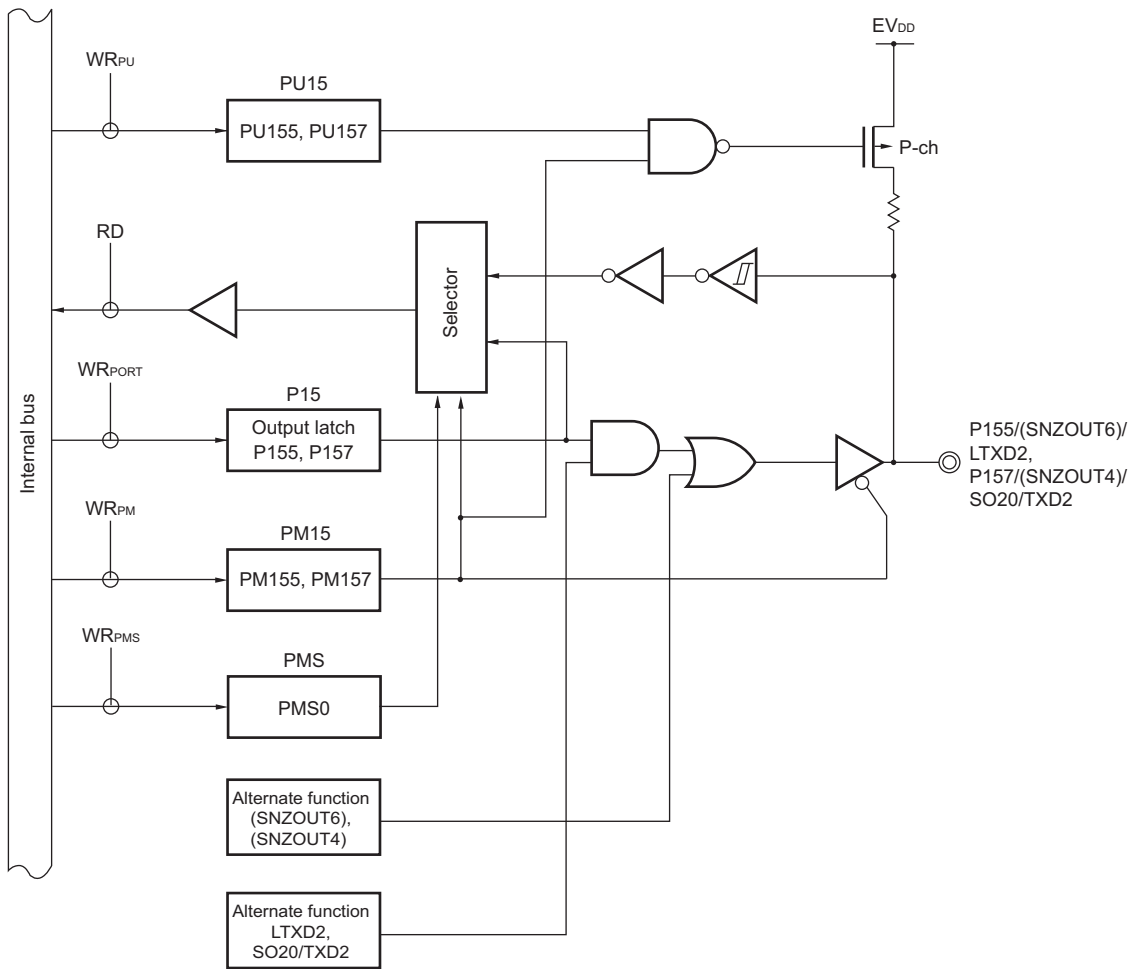 EVDD
WRPU
PU15
PU155, PU157
P-ch
RD
Selector
WRPORT
P15
Output latch
P155, P157
Internal bus
P155/(SNZOUT6)/
LTXD2,
P157/(SNZOUT4)/
SO20/TXD2
WRPM
PM15
PM155, PM157
WRPMS
PMS
PMS0
Alternate function
(SNZOUT6),
(SNZOUT4)
Alternate function
LTXD2,
SO20/TXD2